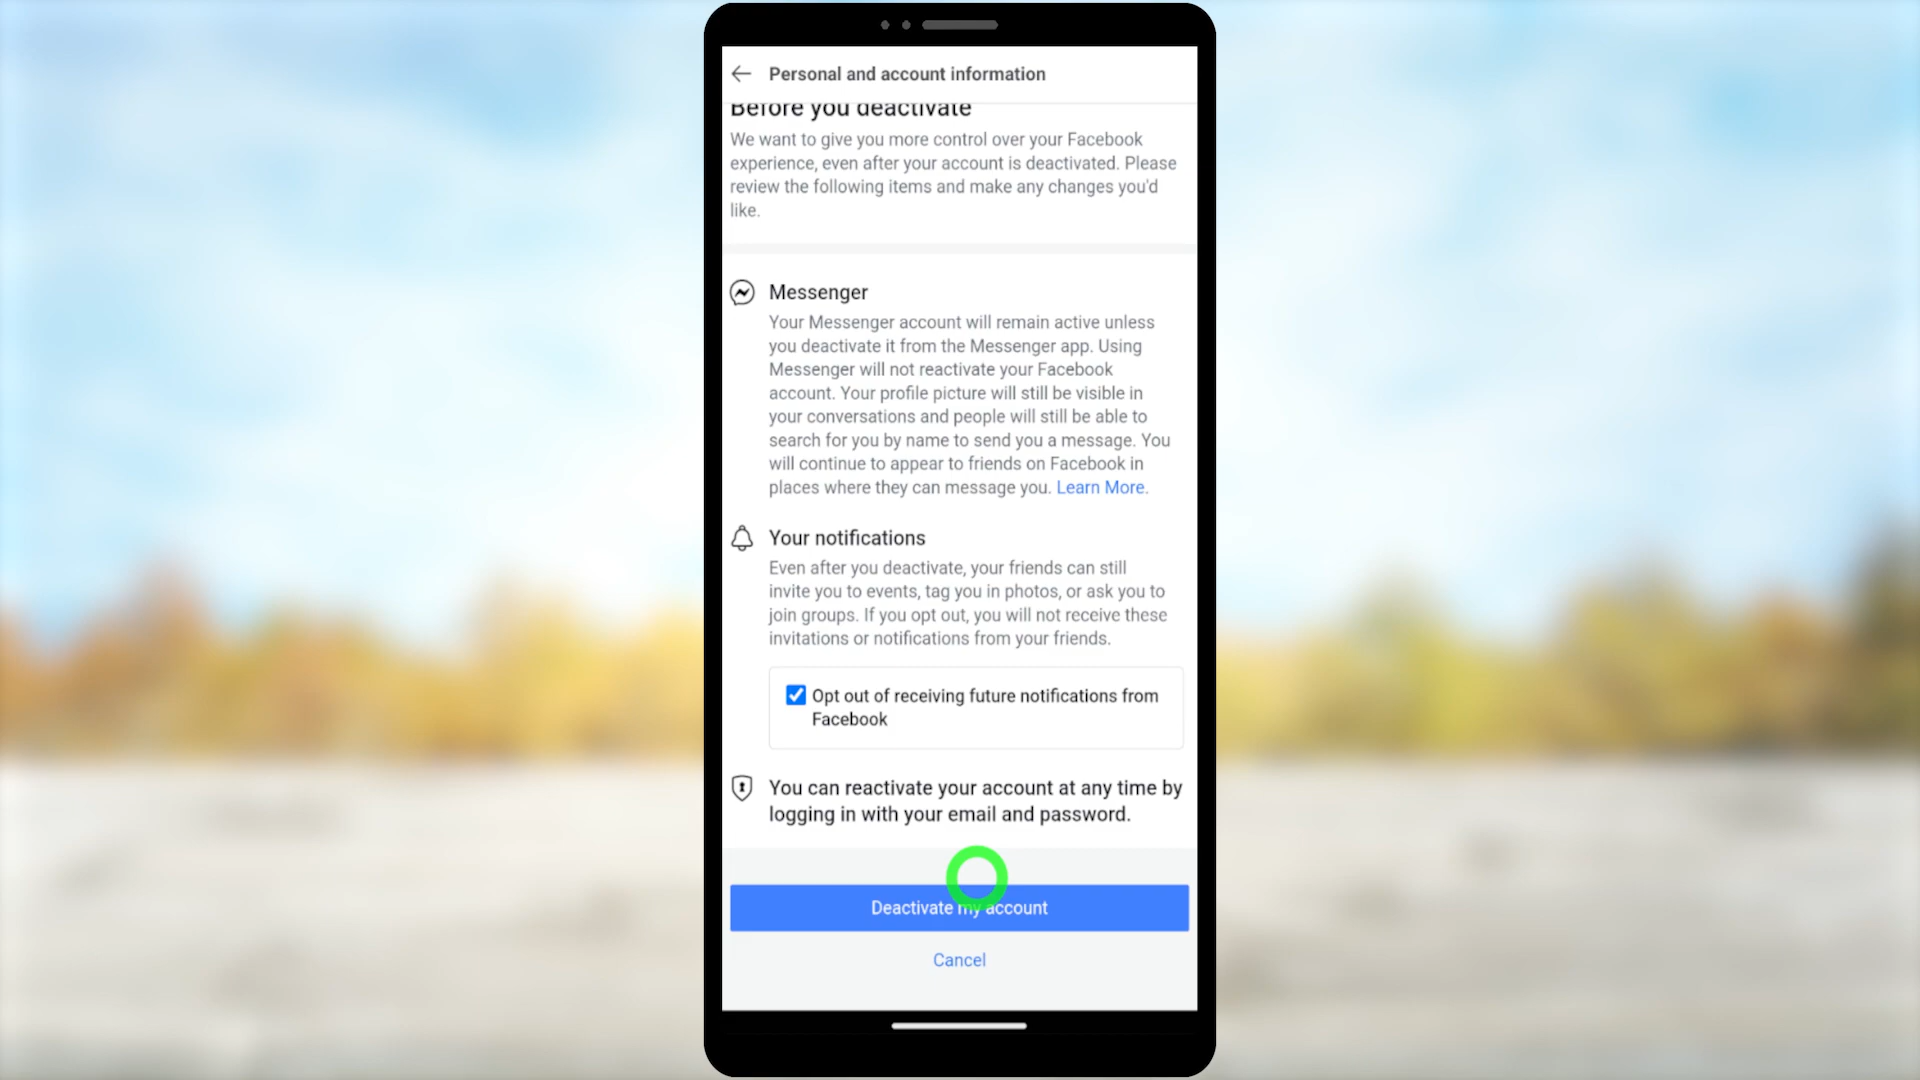 Personal and account information
Before you deactivate
We want to give you more control over your Facebook
experience, even after your account is deactivated. Please
review the following items and make any changes you'd
like.
Messenger
Your Messenger account will remain active unless
you deactivate it from the Messenger app. Using
Messenger will not reactivate your Facebook
account. Your profile picture will still be visible in
your conversations and people will still be able to
search for you by name to send you a message. You
will continue to appear to friends on Facebook in
places where they can message you. Learn More.
Your notifications
Even after you deactivate, your friends can still
invite you to events, tag you in photos, or ask you to
join groups. If you opt out, you will not receive these
invitations or notifications from your friends.
Opt out of receiving future notifications from
Facebook
You can reactivate your account at any time by
logging in with your email and password.
Deactivate my account
Cancel